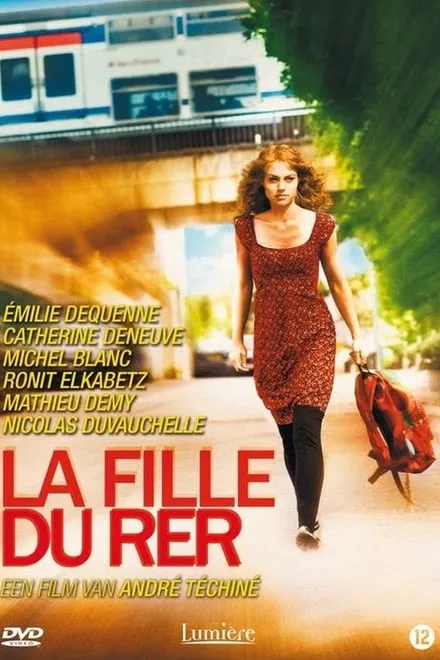 ÉMILIE DEQUENNE
CATHERINE DENEUVE
MICHEL BLANC
RONIT ELKABETZ
MATHIEU DEMY
NICOLAS DUVAUCHELLE
LA FILLE
DU RER
EEN FILM VAN ANDRÉ TÉCHINÉ
DVD
VIDEO
Lumière
12